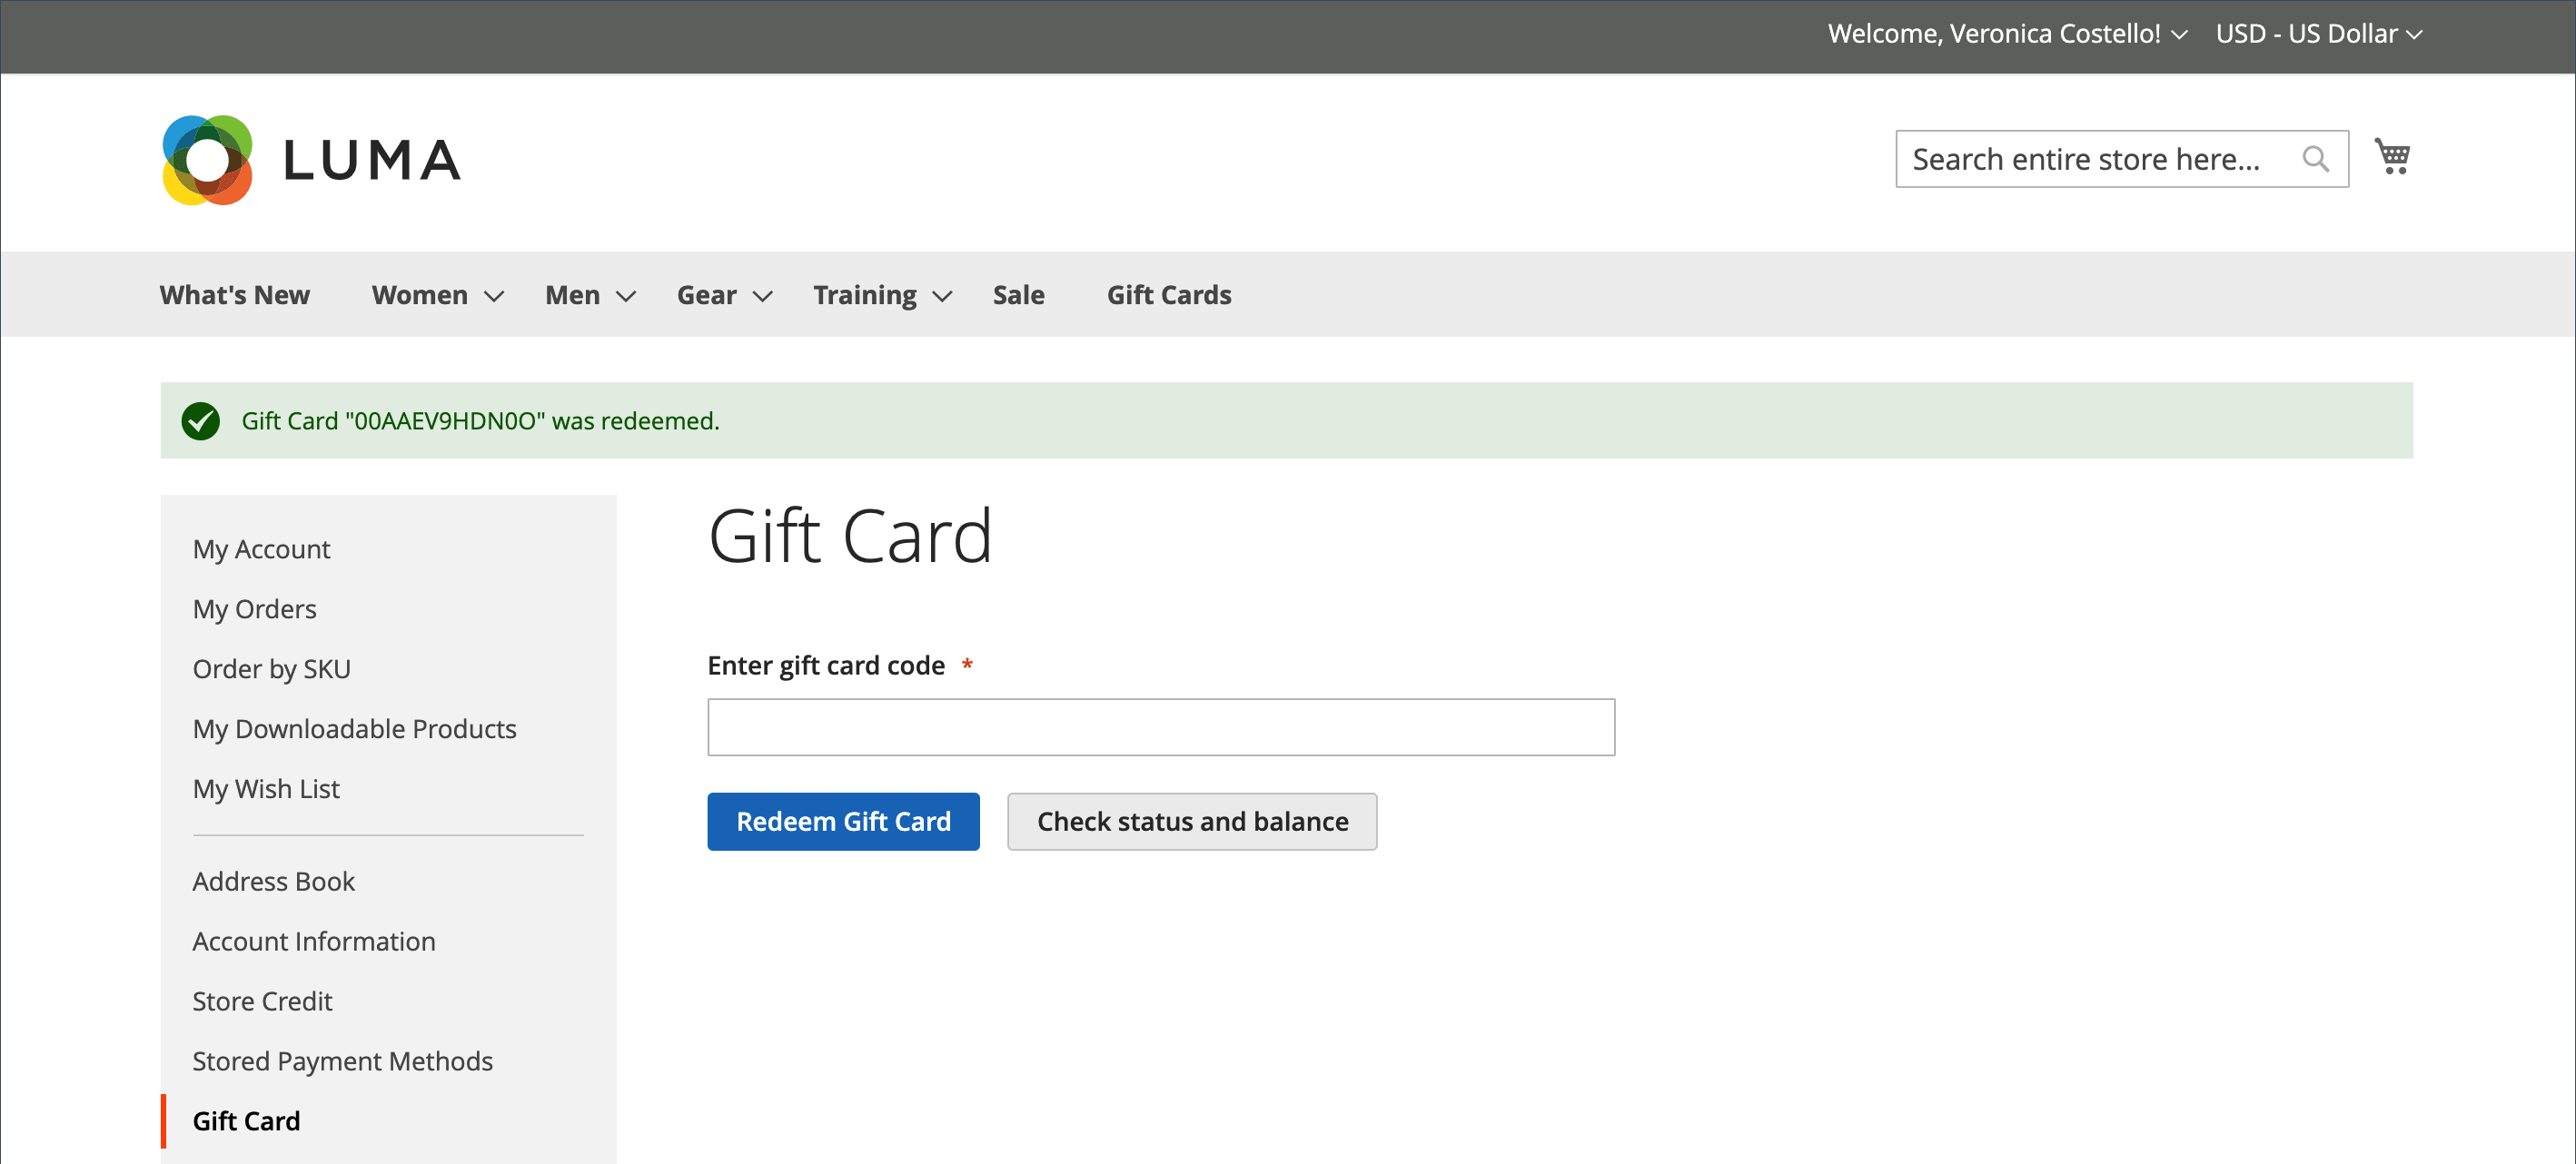 Welcome, Veronica Costello! USD - US Dollar
LUMA
Search entire store here...
What's New Women Men Gear Training Sale Gift Cards
Gift Card "00AAEV9HDN0O" was redeemed.
My Account
My Orders
Order by SKU
My Downloadable Products
My Wish List
Address Book
Account Information
Store Credit
Stored Payment Methods
Gift Card
Gift Card
Enter gift card code *
Redeem Gift Card Check status and balance